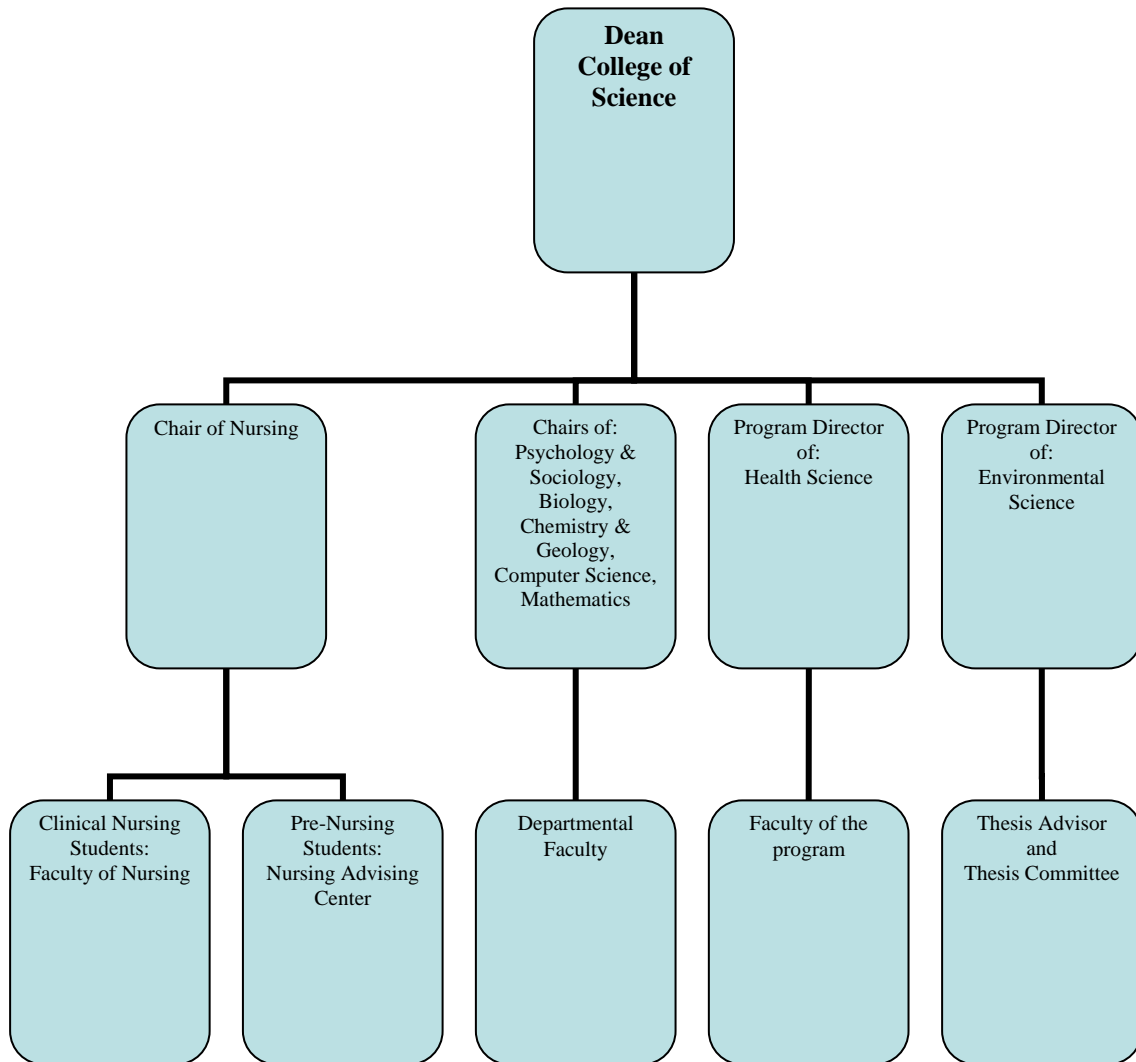 Dean
College of
Science
Chair of Nursing
Chairs of:
Psychology &
Sociology,
Biology,
Chemistry &
Geology,
Computer Science,
Mathematics
Program Director
of:
Health Science
Program Director
of:
Environmental
Science
Clinical Nursing
Students:
Faculty of Nursing
Pre-Nursing
Students:
Nursing Advising
Center
Departmental
Faculty
Faculty of the
program
Thesis Advisor
and
Thesis Committee